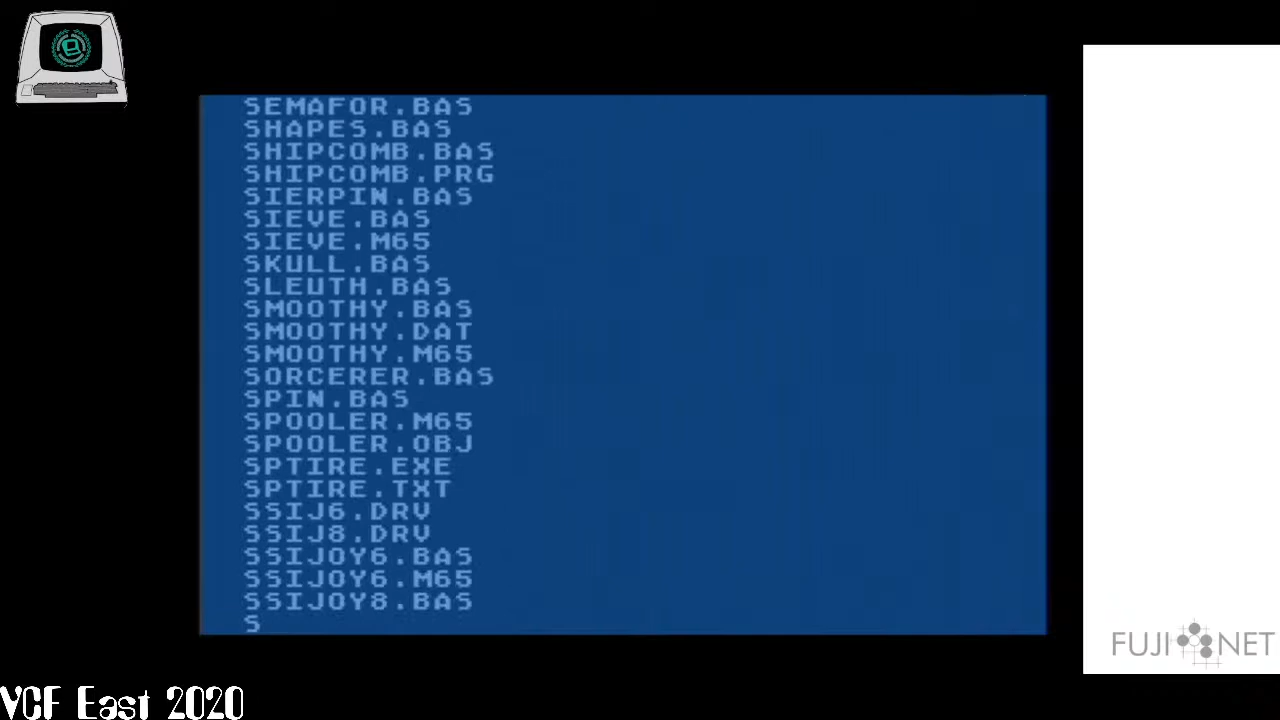 SEMAFOR.BAS
SHAPES.BAS
SHIPCOMB.BAS
SHIPCOMB.PRG
SIERPIN.BAS
SIEVE.BAS
SIEVE.M65
SKULL.BAS
SLEUTH.BAS
SMOOTHY.BAS
SMOOTHY.DAT
SMOOTHY.M65
SORCERER.BAS
SPIN.BAS
SPOOLER.M65
SPOOLER.OBJ
SPTIRE.EXE
SPTIRE.TXT
SSIJ6.DRV
SSIJ8.DRV
SSIJOY6.BAS
SSIJOY6.M65
SSIJOY8.BAS
S
FUJINET
VCF East 2020